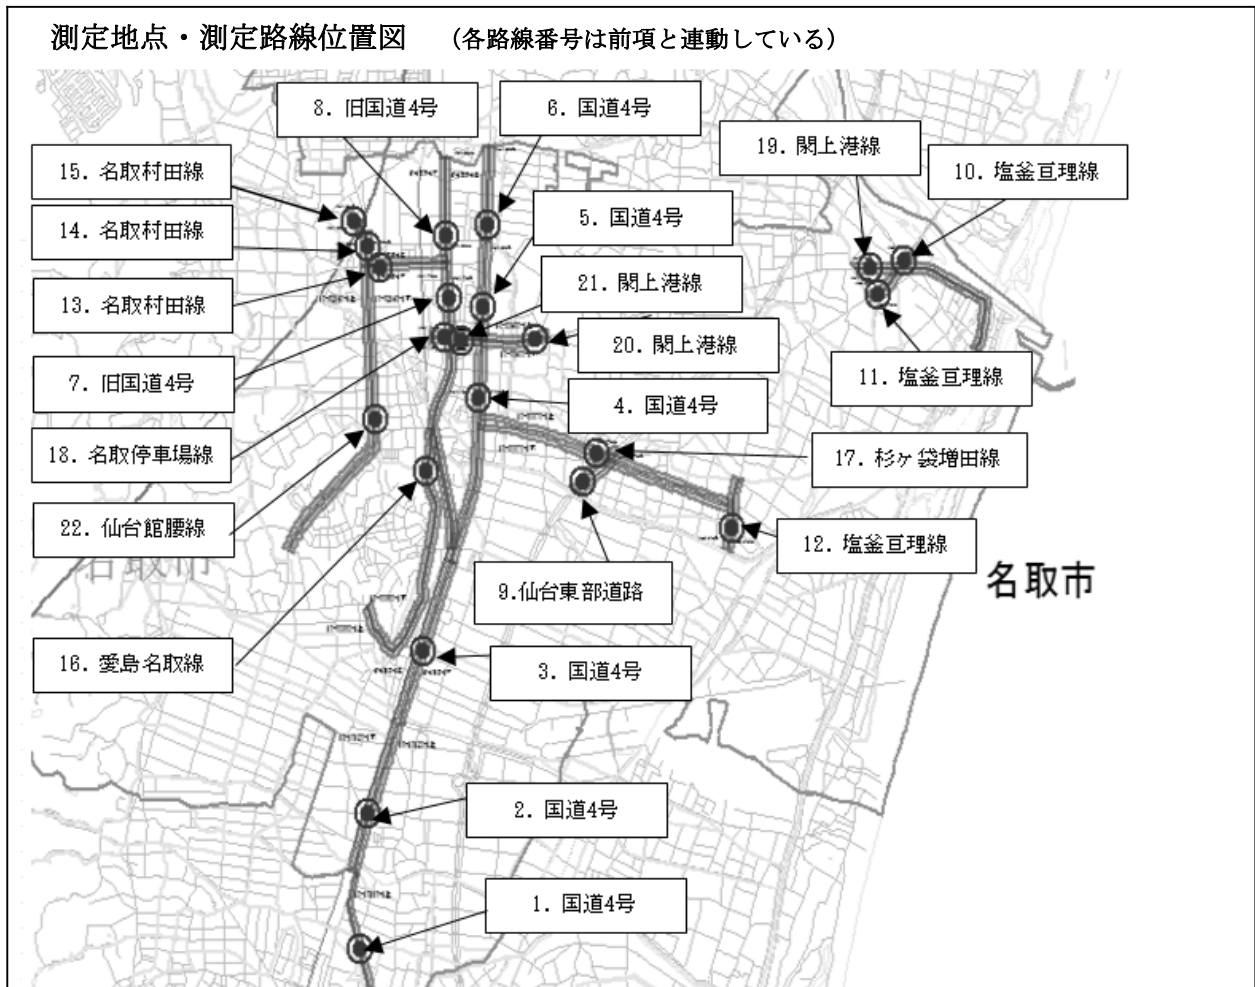 測定地点・測定路線位置図 （各路線番号は前項と連動している）
8. 旧国道4号
6. 国道4号
19. 閖上港線
10. 塩釜亘理線
15. 名取村田線
14. 名取村田線
5. 国道4号
21. 閖上港線
13. 名取村田線
20. 閖上港線
7. 旧国道4号
11. 塩釜亘理線
4. 国道4号
18. 名取停車場線
17. 杉ヶ袋増田線
22. 仙台館腰線
12. 塩釜亘理線
名取市
9.仙台東部道路
名取市
16. 愛島名取線
3. 国道4号
2. 国道4号
1. 国道4号